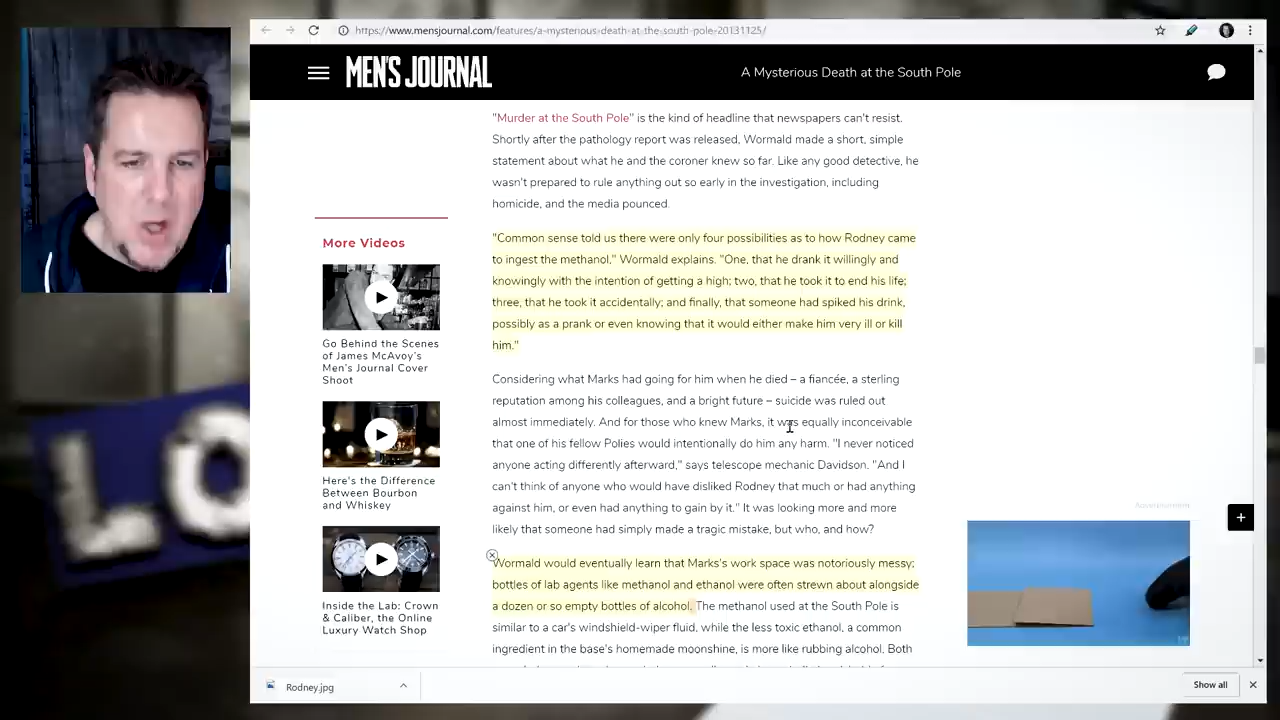 https://www.mensjournal.com/features/a-mysterious-death-at-the-south-pole-20131125/
MEN'S JOURNAL
A Mysterious Death at the South Pole
"Murder at the South Pole" is the kind of headline that newspapers can't resist.
Shortly after the pathology report was released, Wormald made a short, simple
statement about what he and the coroner knew so far. Like any good detective, he
wasn't prepared to rule anything out so early in the investigation, including
homicide, and the media pounced.
"Common sense told us there were only four possibilities as to how Rodney came
to ingest the methanol," Wormald explains. "One, that he drank it willingly and
knowingly with the intention of getting a high; two, that he took it to end his life;
three, that he took it accidentally; and finally, that someone had spiked his drink,
possibly as a prank or even knowing that it would either make him very ill or kill
him."
Considering what Marks had going for him when he died – a fiancée, a sterling
reputation among his colleagues, and a bright future – suicide was ruled out
almost immediately. And for those who knew Marks, it was equally inconceivable
that one of his fellow Polies would intentionally do him any harm. "I never noticed
anyone acting differently afterward," says telescope mechanic Davidson. "And I
can't think of anyone who would have disliked Rodney that much or had anything
against him, or even had anything to gain by it." It was looking more and more
likely that someone had simply made a tragic mistake, but who, and how?
Wormald would eventually learn that Marks's work space was notoriously messy;
bottles of lab agents like methanol and ethanol were often strewn about alongside
a dozen or so empty bottles of alcohol. The methanol used at the South Pole is
similar to a car's windshield-wiper fluid, while the less toxic ethanol, a common
ingredient in the base's homemade moonshine, is more like rubbing alcohol. Both
More Videos
Go Behind the Scenes
of James McAvoy's
Men's Journal Cover
Shoot
Here's the Difference
Between Bourbon
and Whiskey
Inside the Lab: Crown
& Caliber, the Online
Luxury Watch Shop
Advertisement
Rodney.jpg
Show all